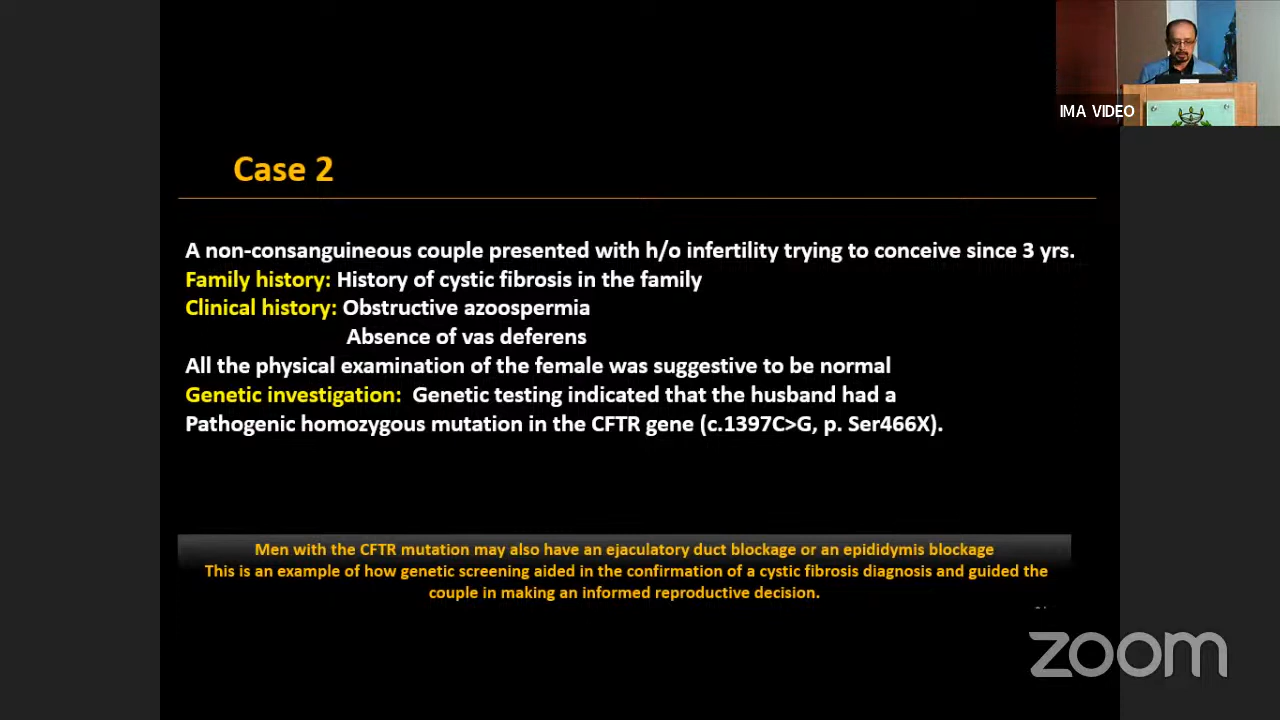 IMA VIDEO
Case 2
A non-consanguineous couple presented with h/o infertility trying to conceive since 3 yrs.
Family history: History of cystic fibrosis in the family
Clinical history: Obstructive azoospermia
Absence of vas deferens
All the physical examination of the female was suggestive to be normal
Genetic investigation: Genetic testing indicated that the husband had a
Pathogenic homozygous mutation in the CFTR gene (c.1397C>G, p. Ser466X).
Men with the CFTR mutation may also have an ejaculatory duct blockage or an epididymis blockage
This is an example of how genetic screening aided in the confirmation of a cystic fibrosis diagnosis and guided the
couple in making an informed reproductive decision.
zoom